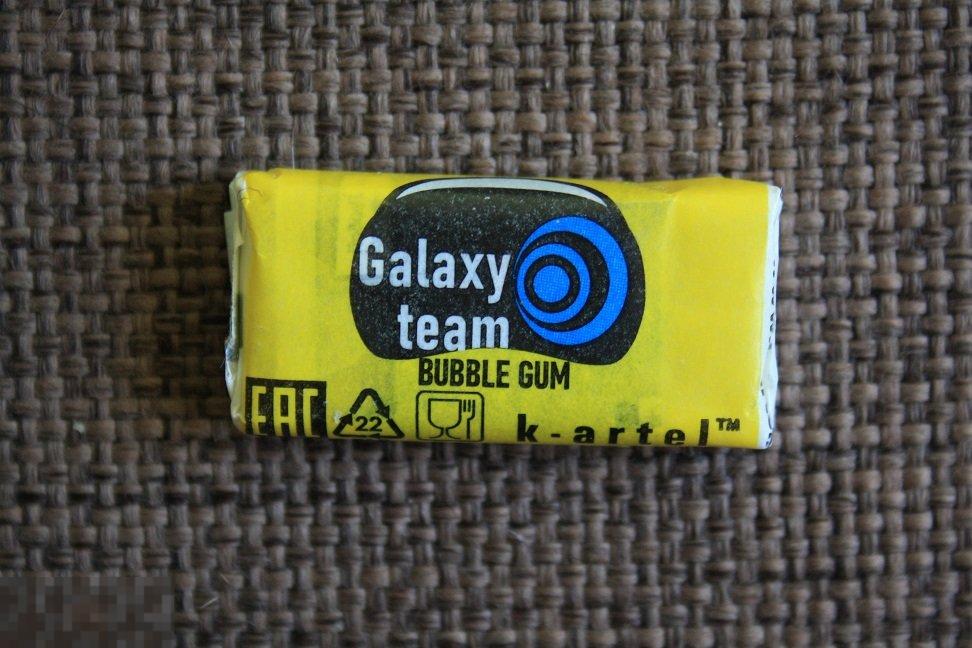 Galaxy
team
BUBBLE GUM
EAC
22
k-artel™